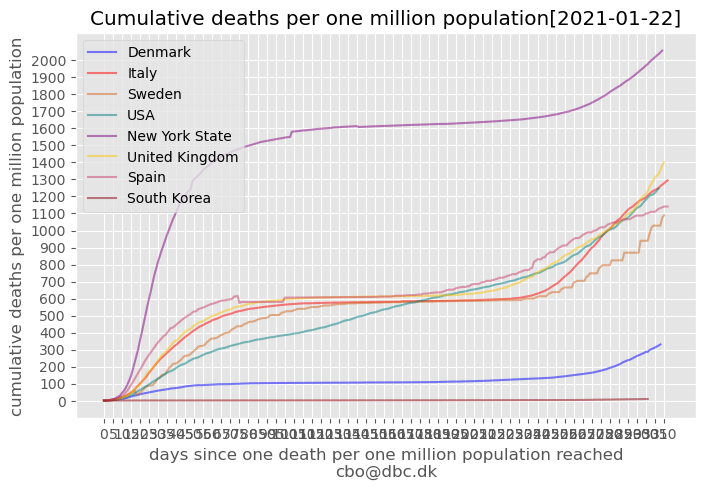 Cumulative deaths per one million population[2021-01-22]
cumulative deaths per one million population
2000
1900
1800
1700
1600
1500
1400
1300
1200
1100
1000
900
800
700
600
500
400
300
200
100
0
Denmark
Italy
Sweden
USA
New York State
United Kingdom
Spain
South Korea
days since one death per one million population reached
cbo@dbc.dk